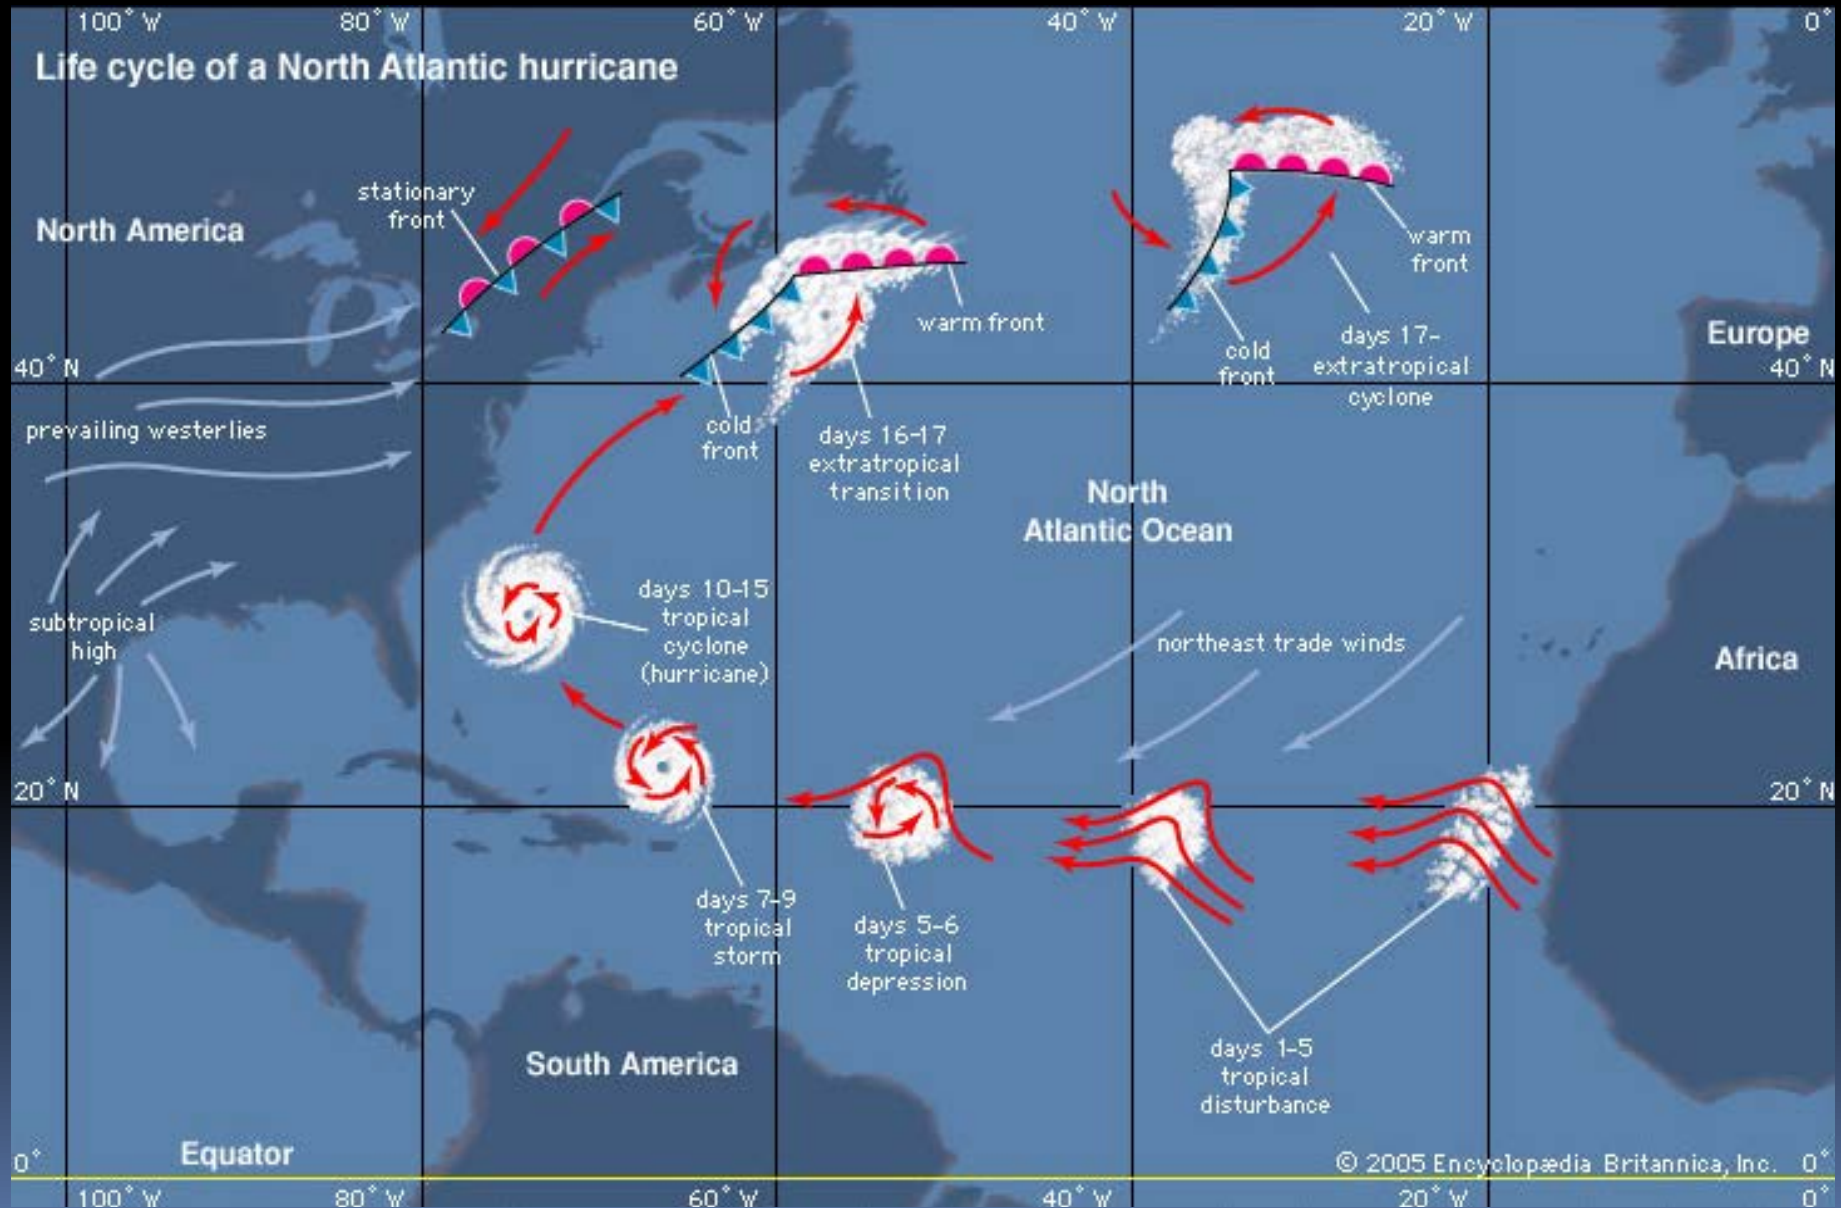 100° W 80° W 60° W 40° W 20° W 0°
Life cycle of a North Atlantic hurricane
stationary
front
North America
warm
front
warm front
days 17-
extratropical
cyclone
cold
front
Europe
40° N
40° N
prevailing westerlies
cold
front
days 16-17
extratropical
transition
North
Atlantic Ocean
days 10-15
tropical
cyclone
(hurricane)
subtropical
high
northeast trade winds
Africa
20° N
20° N
days 7-9
tropical
storm
days 5-6
tropical
depression
days 1-5
tropical
disturbance
South America
Equator
0°
© 2005 Encyclopædia Britannica, Inc. 0°
100° W 80° W 60° W 40° W 20° W 0°